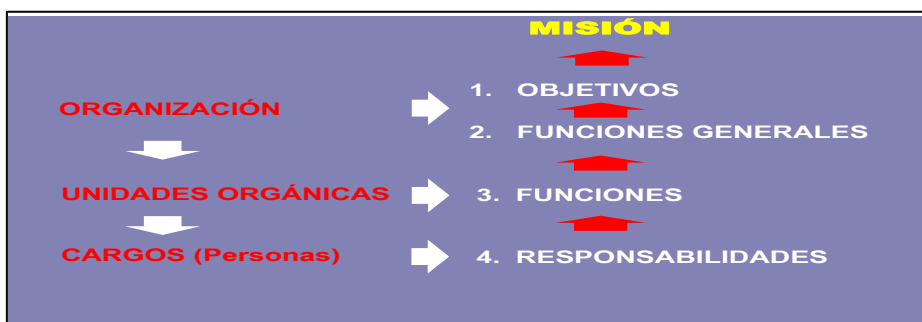 MISIÓN
1. OBJETIVOS
ORGANIZACIÓN
2. FUNCIONES GENERALES
UNIDADES ORGÁNICAS
3. FUNCIONES
CARGOS (Personas)
4. RESPONSABILIDADES